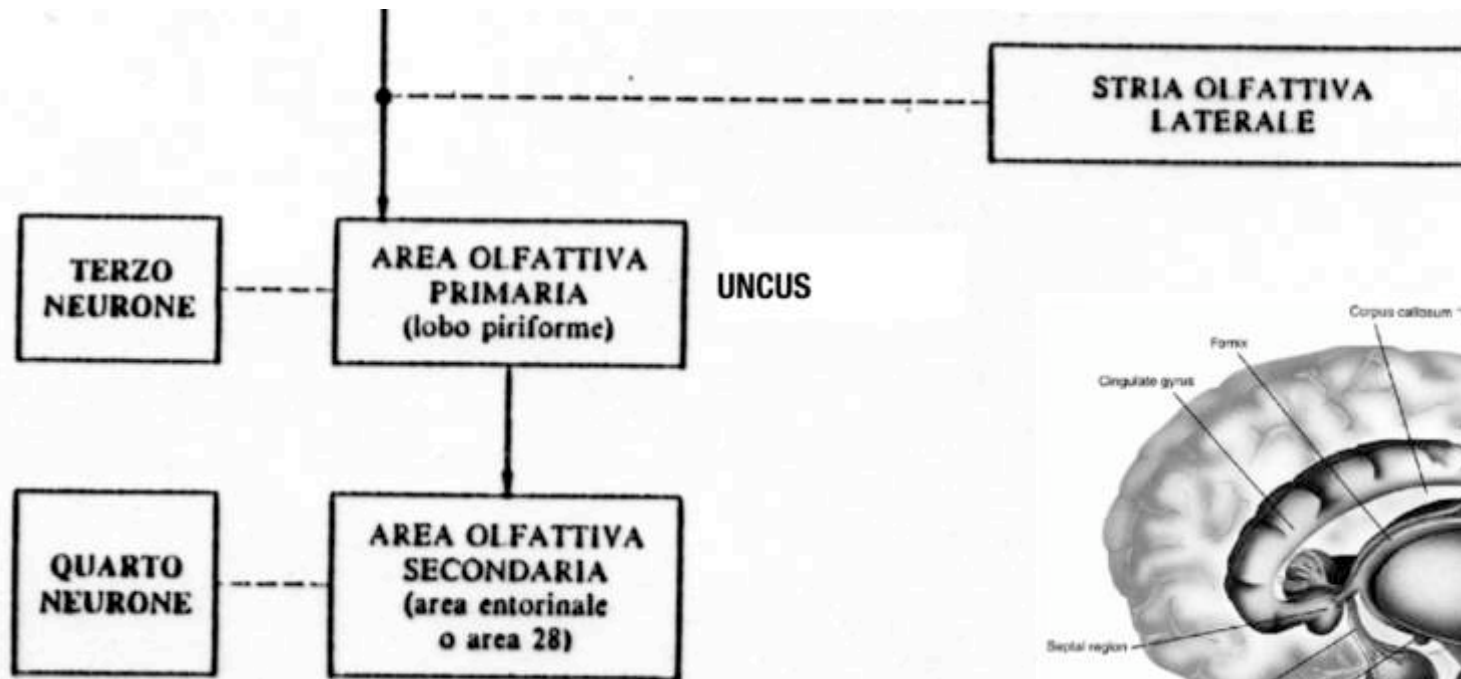 STRIA OLFATTIVA
LATERALE
TERZO
NEURONE
AREA OLFATTIVA
PRIMARIA
(lobo piriforme)
UNCUS
Corpus callosum
Fornix
Cingulate gyrus
QUARTO
NEURONE
AREA OLFATTIVA
SECONDARIA
(area entorinale
o area 28)
Septal region